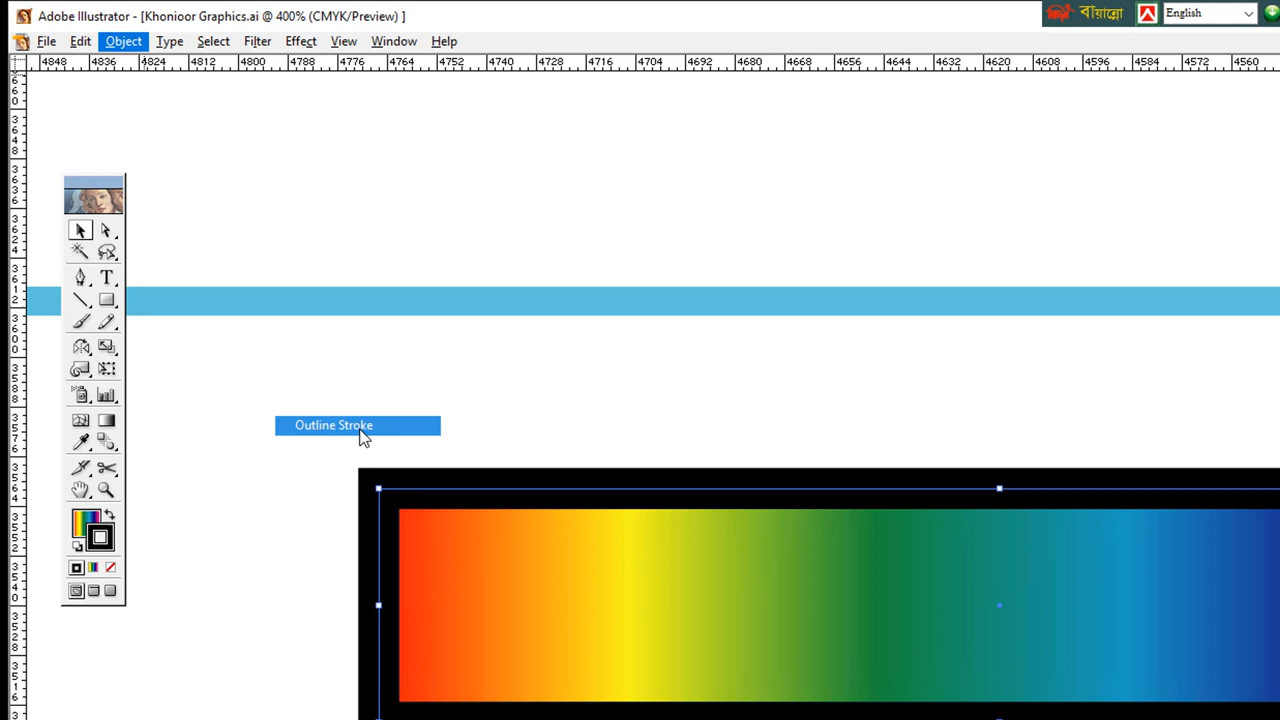 Adobe Illustrator - [Khonioor Graphics.ai @ 400% (CMYK/Preview) ]
বাঁয়ান্নো
English
File Edit Object Type Select Filter Effect View Window Help
4848 4836 4824 4812 4800 4788 4776 4764 4752 4740 4728 4716 4704 4692 4680 4668 4656 4644 4632 4620 4608 4596 4584 4572 4560
T
Outline Stroke